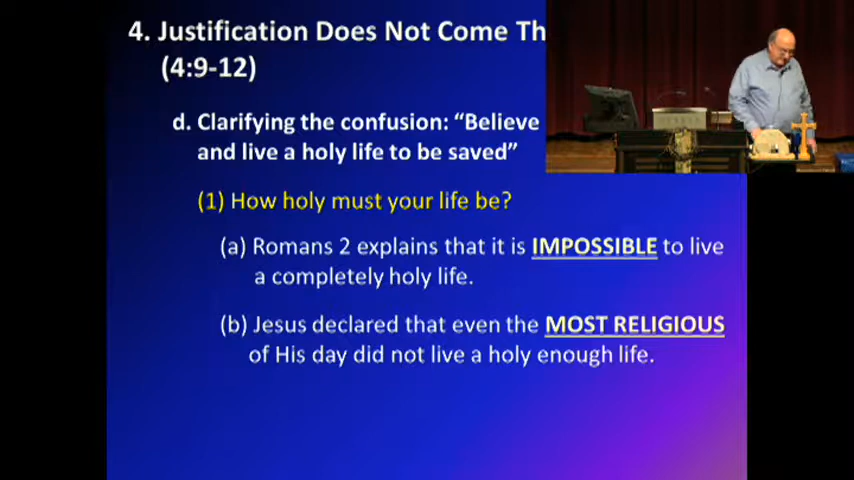 4. Justification Does Not Come Th
(4:9-12)
d. Clarifying the confusion: “Believe
and live a holy life to be saved”
(1) How holy must your life be?
(a) Romans 2 explains that it is IMPOSSIBLE to live
a completely holy life.
(b) Jesus declared that even the MOST RELIGIOUS
of His day did not live a holy enough life.